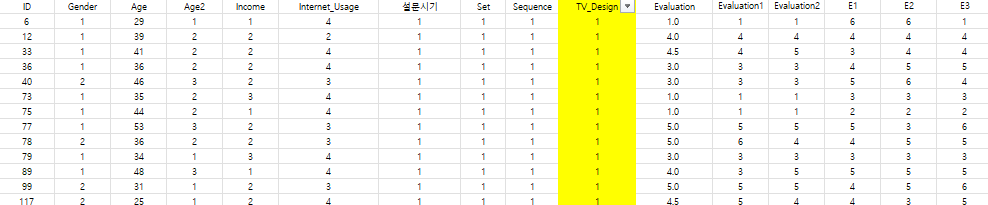 ID Gender Age Age2 Income Internet_Usage 설문시기 Set Sequence TV_Design Evaluation Evaluation1 Evaluation2 E1 E2 E3
6 1 29 1 1 4 1 1 1 1 1.0 1 1 6 6 1
12 1 39 2 2 2 1 1 1 1 4.0 4 4 4 4 4
33 1 41 2 2 4 1 1 1 1 4.5 4 5 3 4 4
36 1 36 2 2 4 1 1 1 1 3.0 3 3 4 5 5
40 2 46 3 2 3 1 1 1 1 3.0 3 3 5 6 4
73 1 35 2 3 4 1 1 1 1 1.0 1 1 3 3 3
75 1 44 2 1 4 1 1 1 1 1.0 1 1 2 2 2
77 1 53 3 2 3 1 1 1 1 5.0 5 5 5 3 6
78 2 36 2 2 3 1 1 1 1 5.0 6 4 4 5 5
79 1 34 1 3 4 1 1 1 1 3.0 3 3 3 3 3
89 1 48 3 1 4 1 1 1 1 4.0 3 5 5 5 5
99 2 31 1 2 3 1 1 1 1 5.0 5 5 4 5 6
117 2 25 1 2 4 1 1 1 1 4.5 5 4 4 3 5